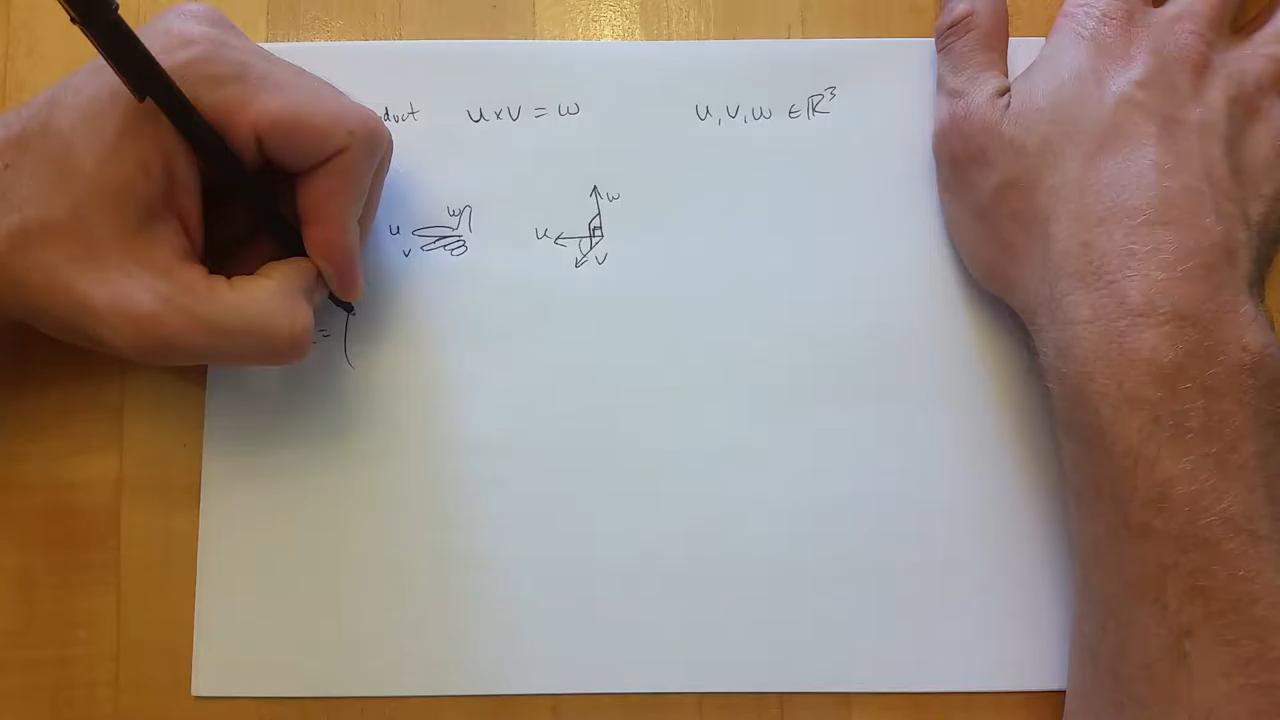 duct u×v = w u,v,w ∈ ℝ³
w w
u u
v v
=(